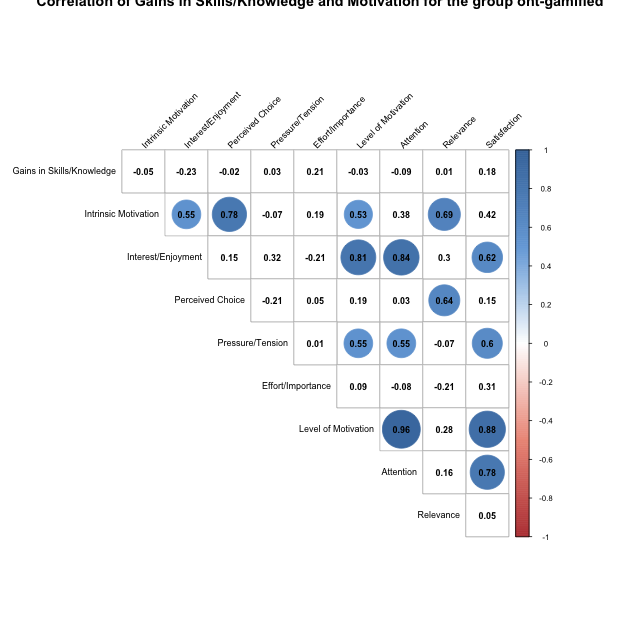 Correlation of Gains in Skills/Knowledge and Motivation for the group ont-gamified
Intrinsic Motivation
Interest/Enjoyment
Perceived Choice
Pressure/Tension
Effort/Importance
Level of Motivation
Attention
Relevance
Satisfaction
Gains in Skills/Knowledge -0.05 -0.23 -0.02 0.03 0.21 -0.03 -0.09 0.01 0.18
Intrinsic Motivation 0.55 0.78 -0.07 0.19 0.53 0.38 0.69 0.42
Interest/Enjoyment 0.15 0.32 -0.21 0.81 0.84 0.3 0.62
Perceived Choice -0.21 0.05 0.19 0.03 0.64 0.15
Pressure/Tension 0.01 0.55 0.55 -0.07 0.6
Effort/Importance 0.09 -0.08 -0.21 0.31
Level of Motivation 0.96 0.28 0.88
Attention 0.16 0.78
Relevance 0.05
1
0.8
0.6
0.4
0.2
0
-0.2
-0.4
-0.6
-0.8
-1